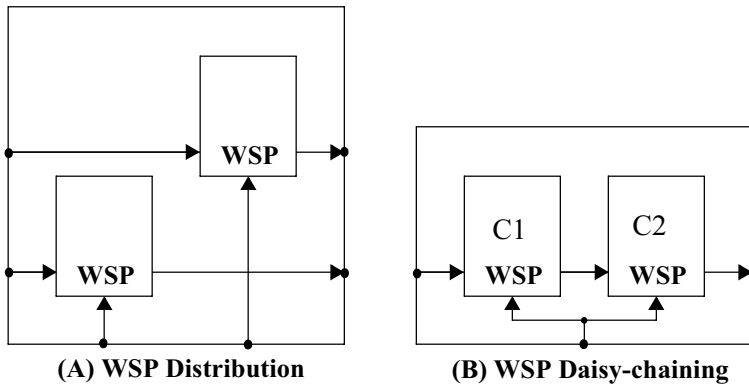 WSP
WSP
(A) WSP Distribution
C1
WSP
C2
WSP
(B) WSP Daisy-chaining